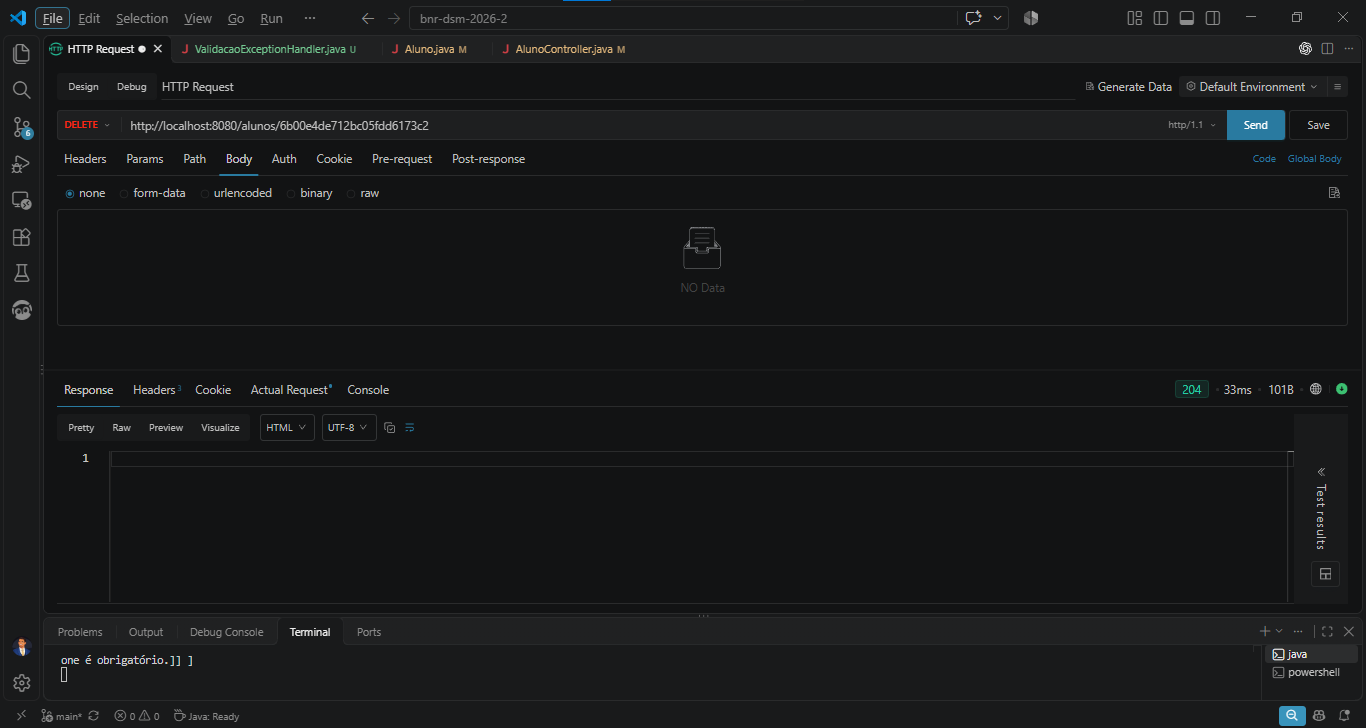 File Edit Selection View Go Run ··· bnr-dsm-2026-2
HTTP Request ValidacaoExceptionHandler.java U Aluno.java M AlunoController.java M
Design Debug HTTP Request Generate Data Default Environment
DELETE http://localhost:8080/alunos/6b00e4de712bc05fdd6173c2 http/1.1 Send Save
Headers Params Path Body Auth Cookie Pre-request Post-response Code Global Body
none form-data urlencoded binary raw
NO Data
Response Headers 3 Cookie Actual Request Console 204 33ms 101B
Pretty Raw Preview Visualize HTML UTF-8
1
Test results
Problems Output Debug Console Terminal Ports
one é obrigatório.]] ]
java
powershell
6
main* 0 0 Java: Ready